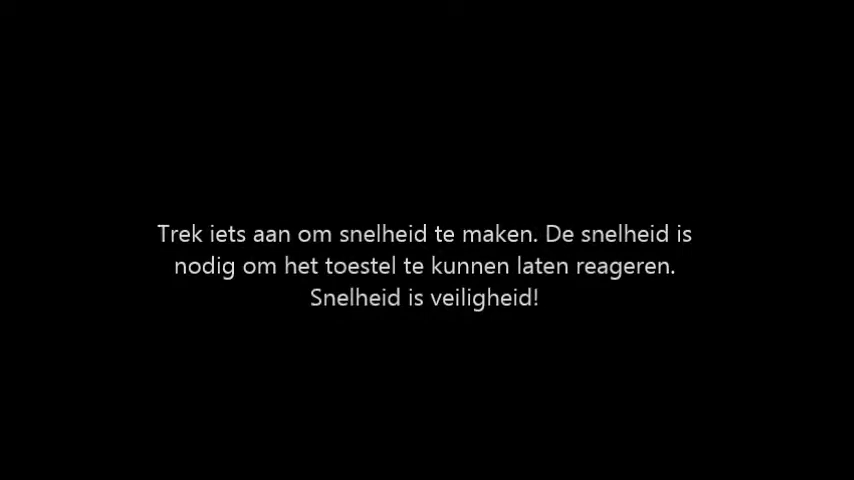 Trek iets aan om snelheid te maken. De snelheid is
nodig om het toestel te kunnen laten reageren.
Snelheid is veiligheid!